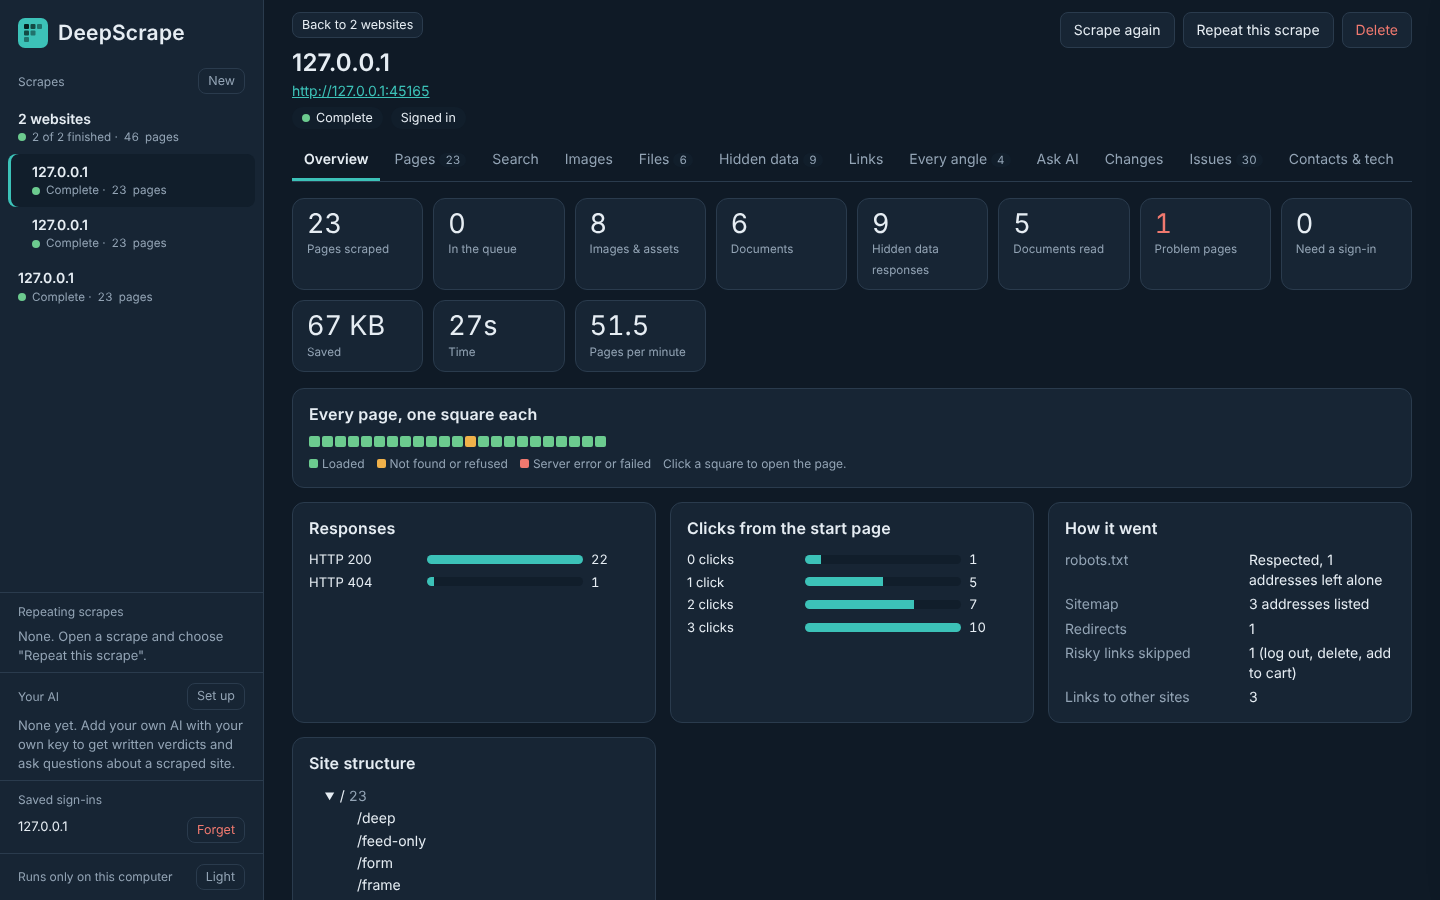 DeepScrape
Scrapes
New
2 websites
2 of 2 finished · 46 pages
127.0.0.1
Complete · 23 pages
127.0.0.1
Complete · 23 pages
127.0.0.1
Complete · 23 pages
Repeating scrapes
None. Open a scrape and choose
"Repeat this scrape".
Your AI
Set up
None yet. Add your own AI with your
own key to get written verdicts and
ask questions about a scraped site.
Saved sign-ins
127.0.0.1
Forget
Runs only on this computer
Light
Back to 2 websites
Scrape again
Repeat this scrape
Delete
127.0.0.1
http://127.0.0.1:45165
Complete
Signed in
Overview
Pages 23
Search
Images
Files 6
Hidden data 9
Links
Every angle 4
Ask AI
Changes
Issues 30
Contacts & tech
23
Pages scraped
0
In the queue
8
Images & assets
6
Documents
9
Hidden data
responses
5
Documents read
1
Problem pages
0
Need a sign-in
67 KB
Saved
27s
Time
51.5
Pages per minute
Every page, one square each
Loaded
Not found or refused
Server error or failed
Click a square to open the page.
Responses
HTTP 200 22
HTTP 404 1
Clicks from the start page
0 clicks 1
1 click 5
2 clicks 7
3 clicks 10
How it went
robots.txt Respected, 1
addresses left alone
Sitemap 3 addresses listed
Redirects 1
Risky links skipped 1 (log out, delete, add
to cart)
Links to other sites 3
Site structure
/ 23
/deep
/feed-only
/form
/frame